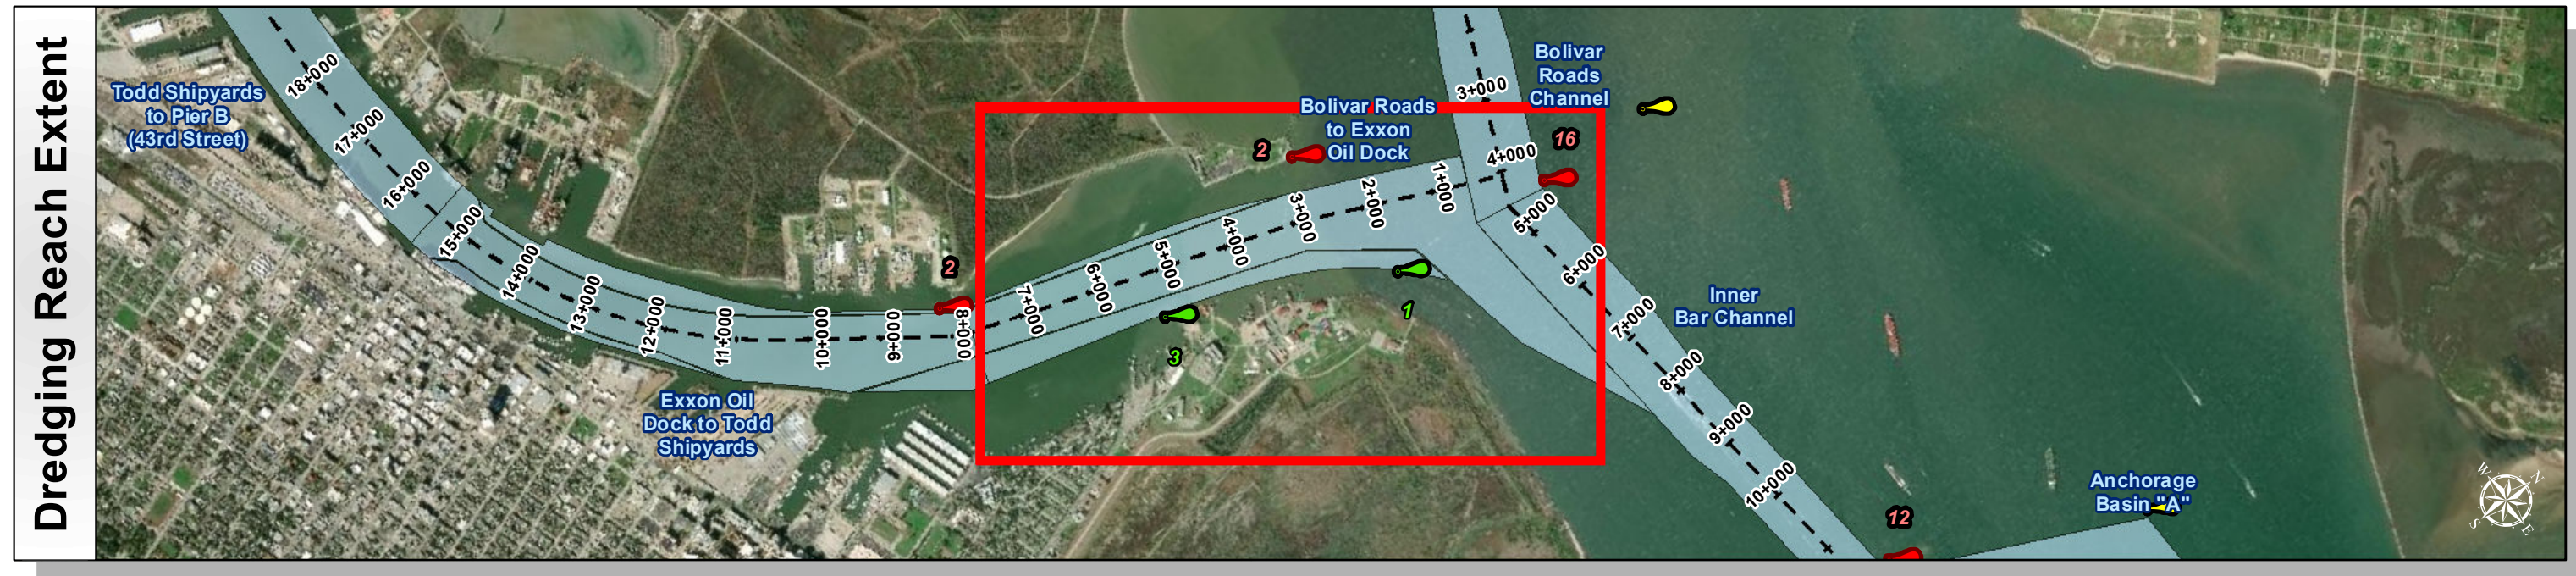 Dredging Reach Extent
Todd Shipyards
to Pier B
(43rd Street)
18+000
17+000
16+000
15+000
14+000
13+000
12+000
11+000
10+000
9+000
8+000
7+000
6+000
5+000
4+000
3+000
2+000
1+000
Exxon Oil
Dock to Todd
Shipyards
2
2
3
1
Bolivar Roads
to Exxon
Oil Dock
Bolivar
Roads
Channel
16
3+000
4+000
5+000
6+000
7+000
8+000
9+000
10+000
Inner
Bar Channel
12
Anchorage
Basin "A"
W
N
S
E